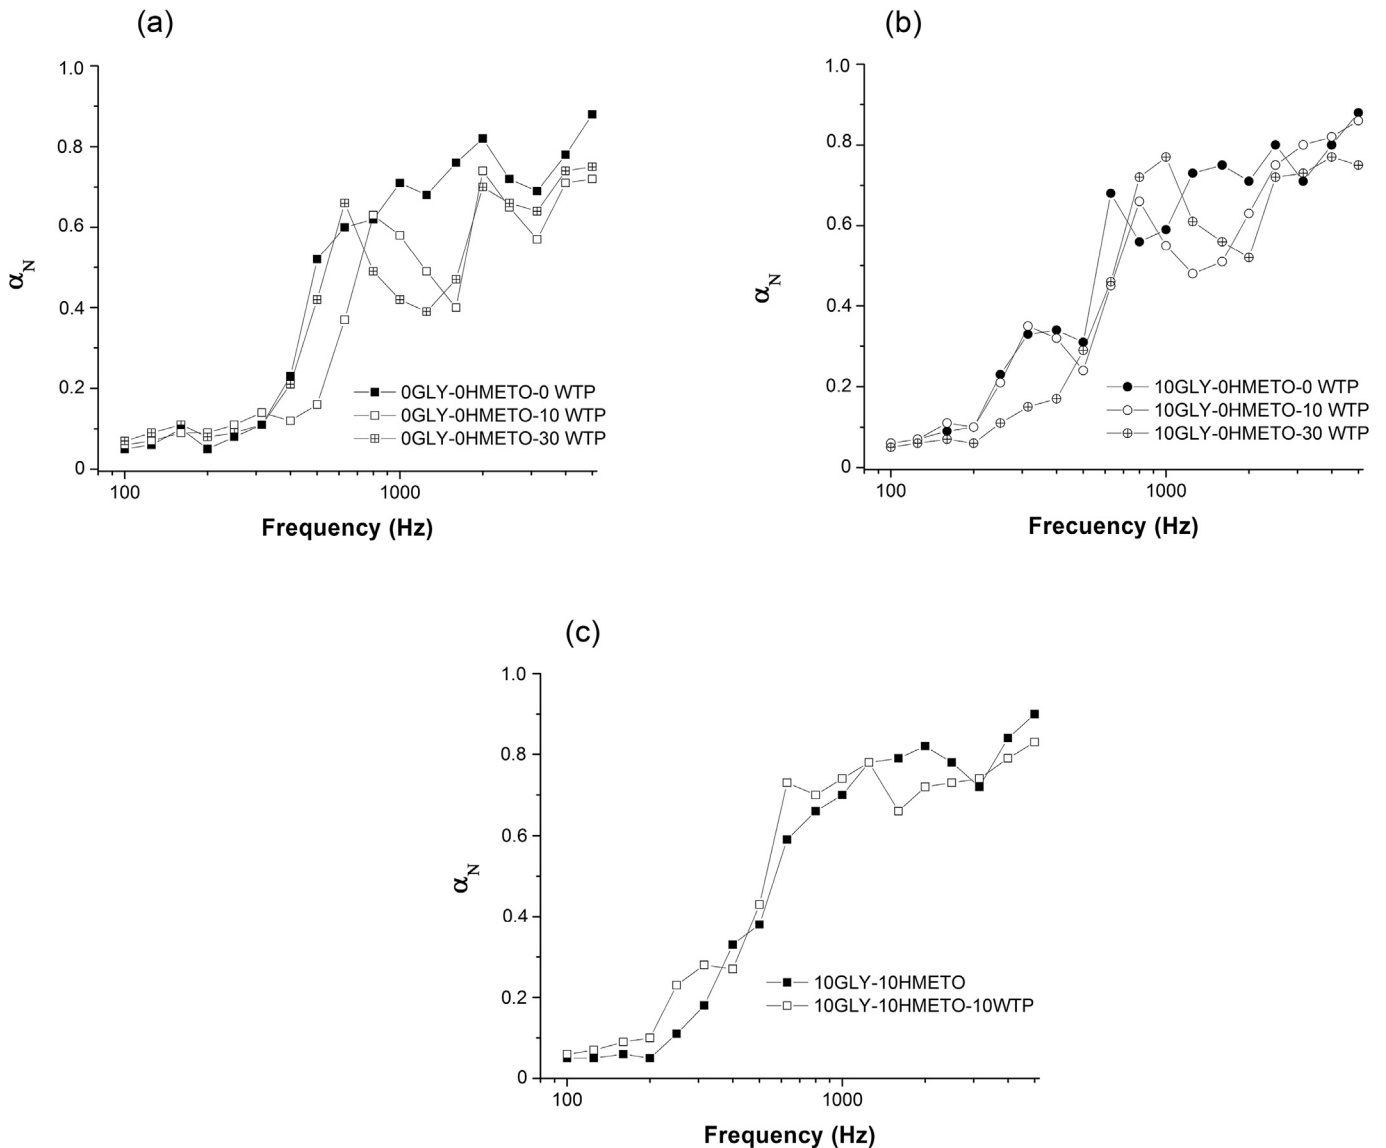 (a)
1.0
0.8
0.6
0.4
0.2
0
αN
100
1000
Frequency (Hz)
0GLY-0HMETO-0 WTP
0GLY-0HMETO-10 WTP
0GLY-0HMETO-30 WTP
(b)
1.0
0.8
0.6
0.4
0.2
0
αN
100
1000
Frecuency (Hz)
10GLY-0HMETO-0 WTP
10GLY-0HMETO-10 WTP
10GLY-0HMETO-30 WTP
(c)
1.0
0.8
0.6
0.4
0.2
0
αN
100
1000
Frequency (Hz)
10GLY-10HMETO
10GLY-10HMETO-10WTP